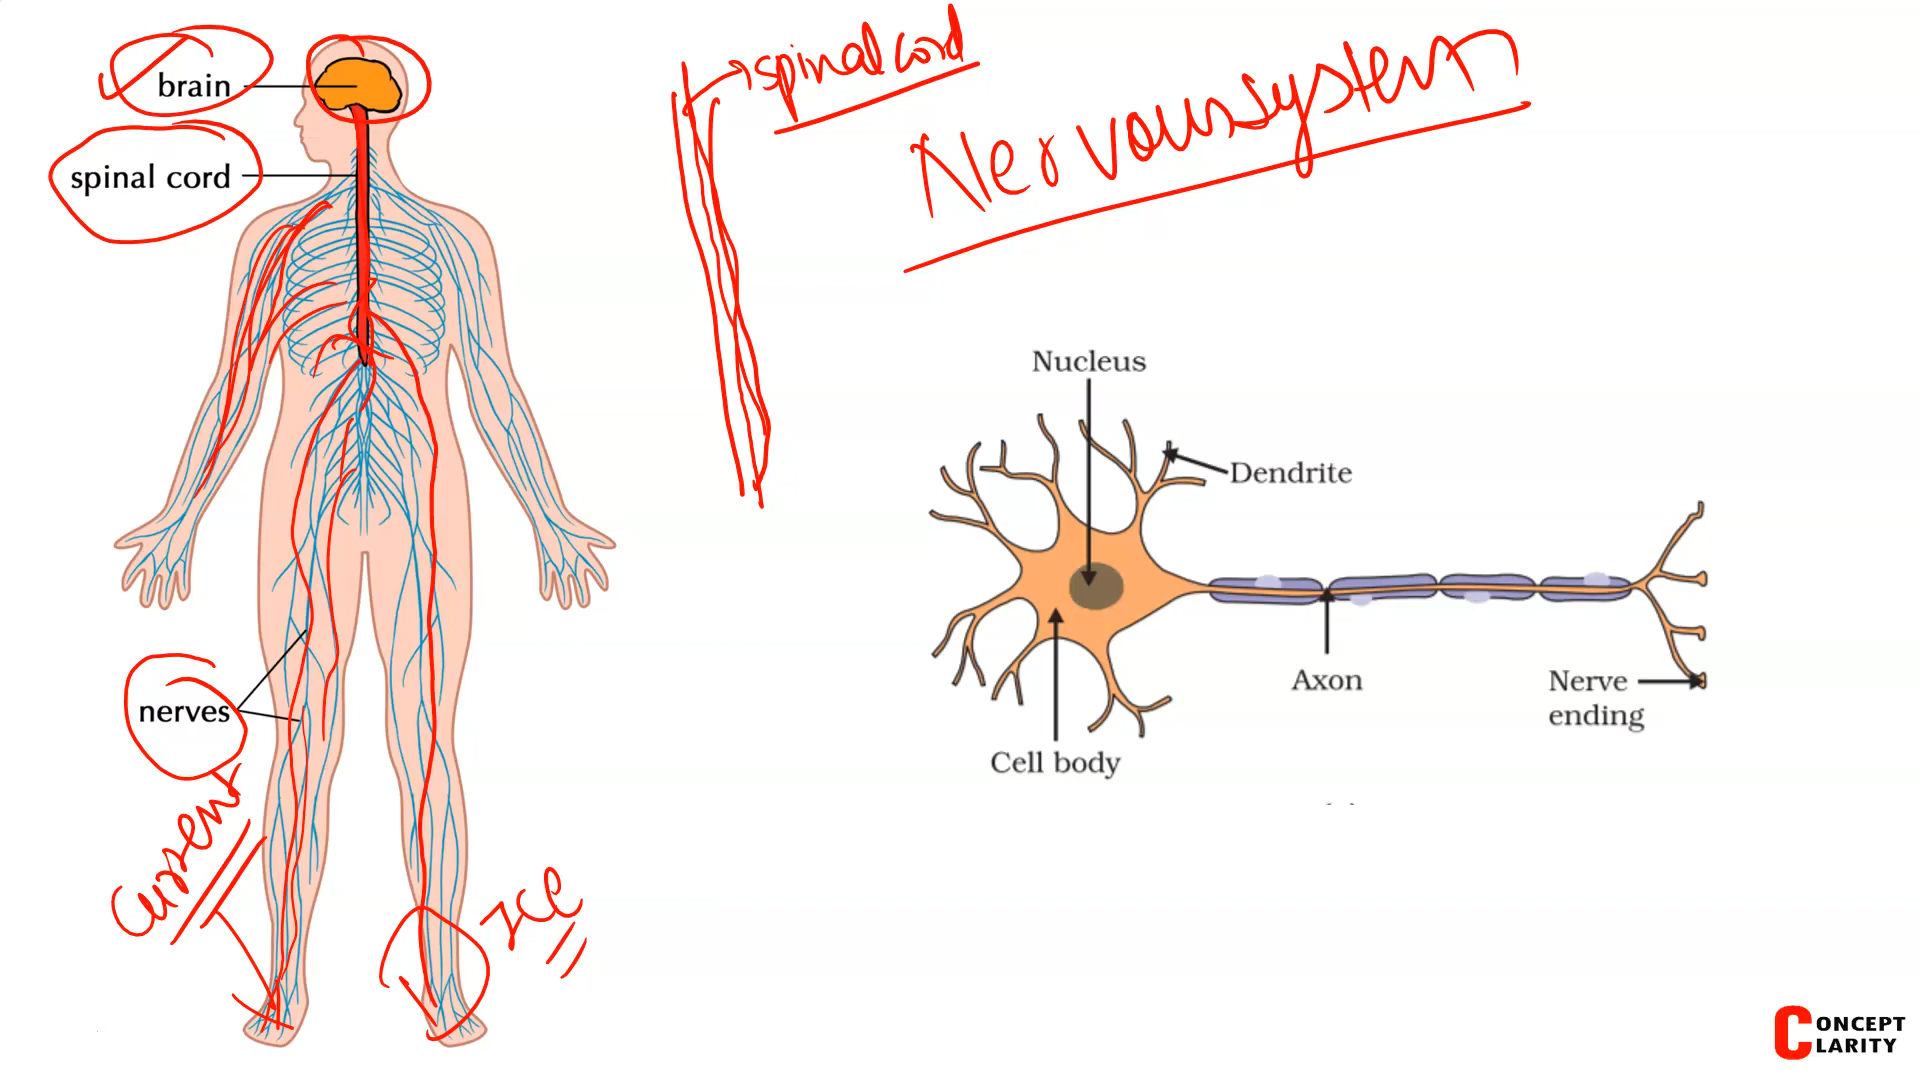 brain
spinal cord
nerves
Current
Ice
spinal cord
Nervous system
Nucleus
Dendrite
Axon
Nerve
ending
Cell body
CONCEPT
CLARITY